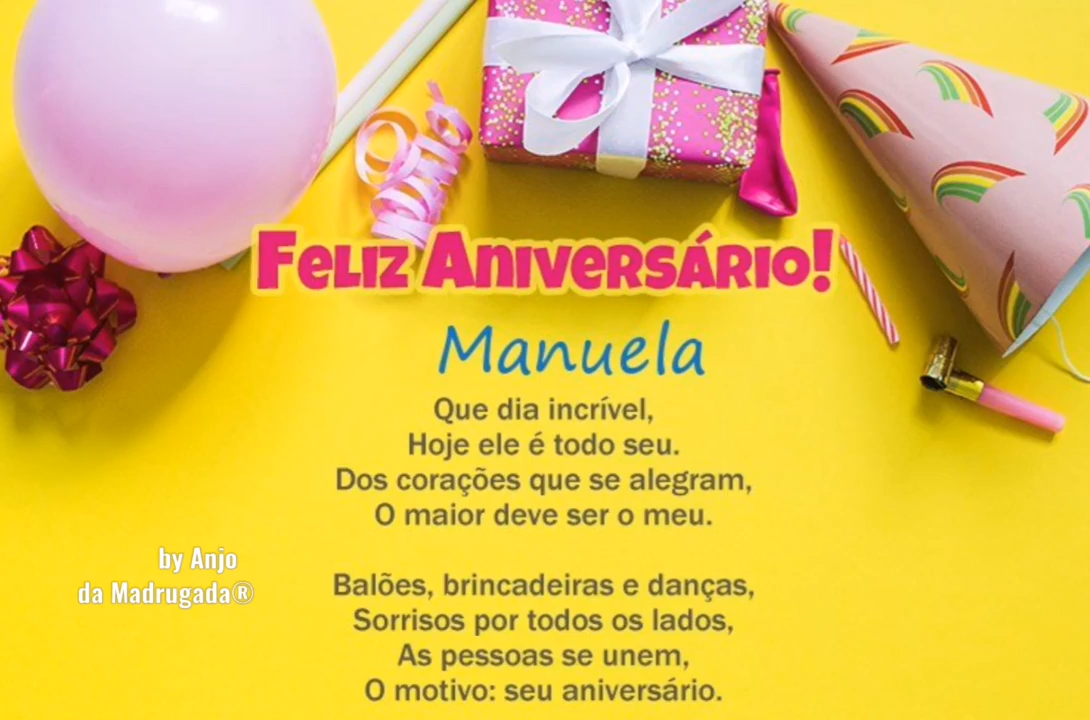 Feliz Aniversário!
Manuela
Que dia incrível,
Hoje ele é todo seu.
Dos corações que se alegram,
O maior deve ser o meu.
Balões, brincadeiras e danças,
Sorrisos por todos os lados,
As pessoas se unem,
O motivo: seu aniversário.
by Anjo
da Madrugada®